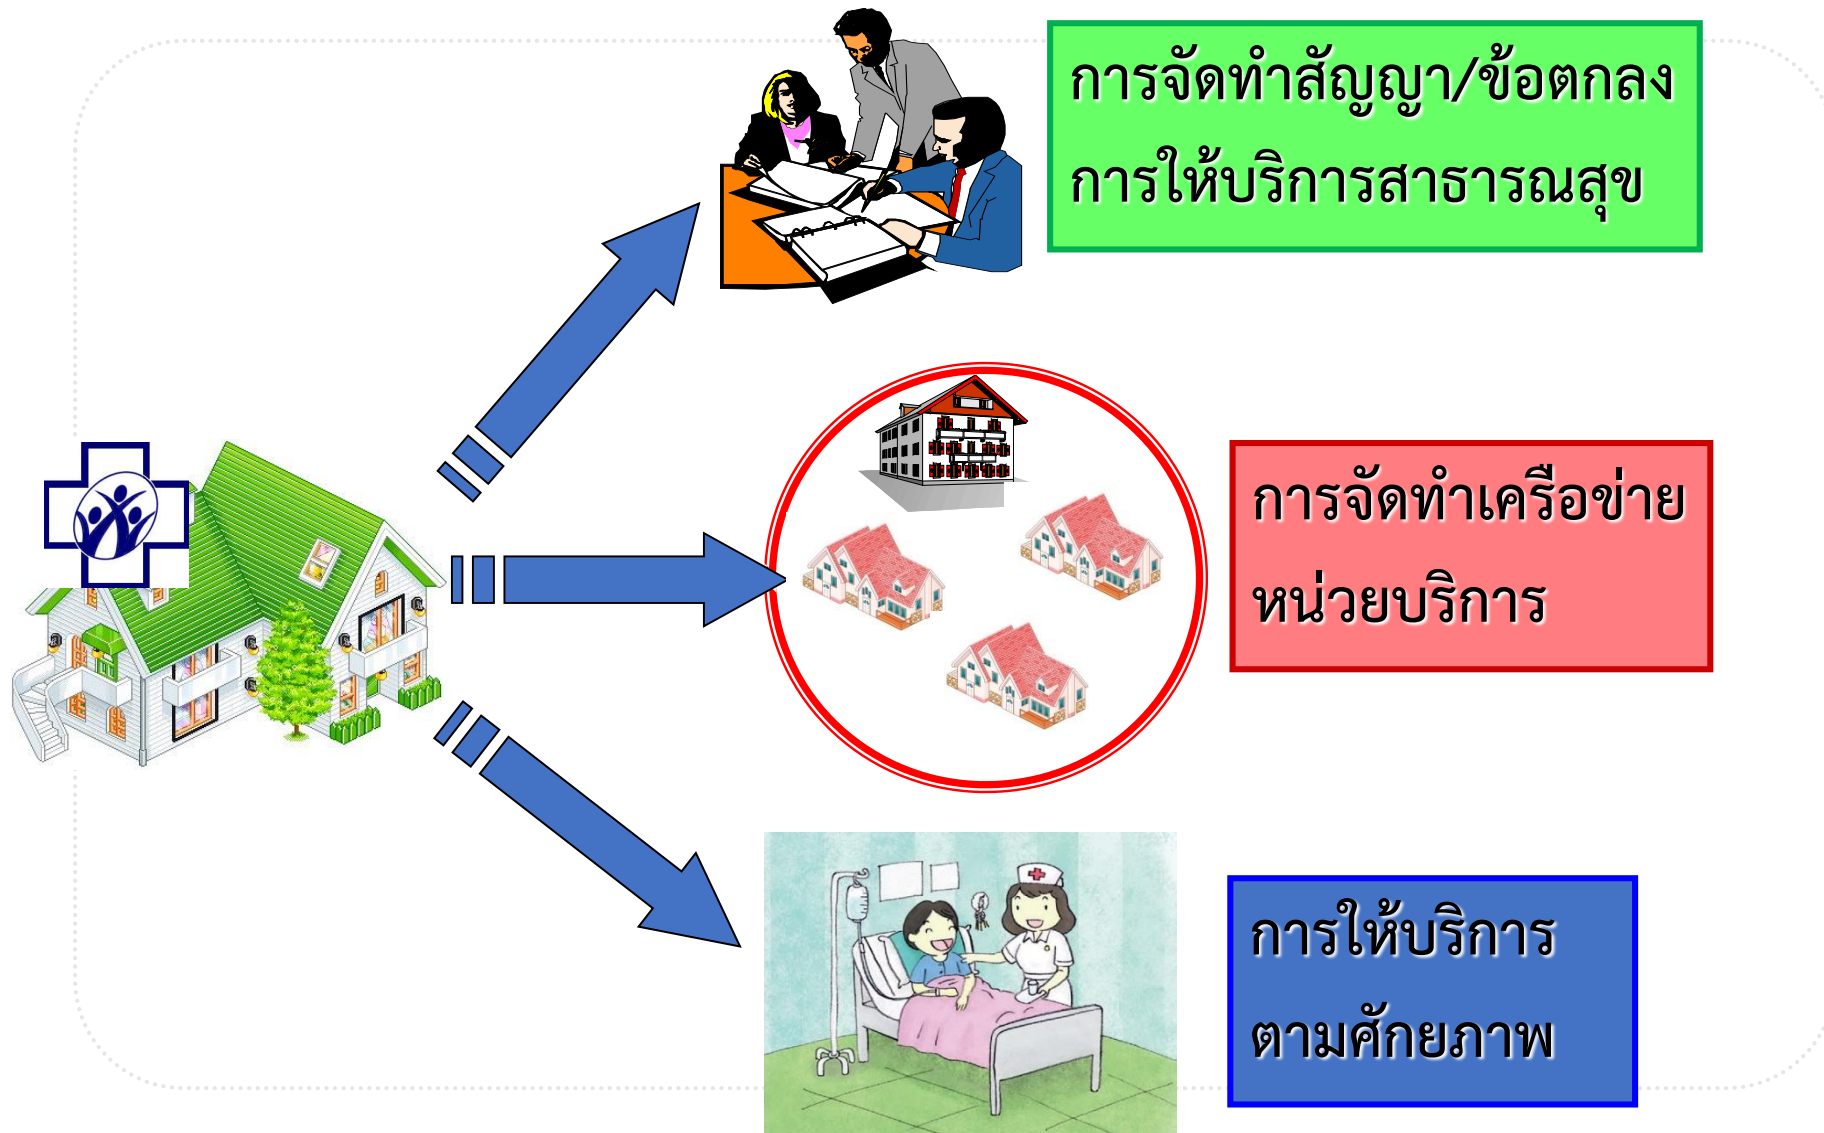 การจัดทำสัญญา/ข้อตกลง
การให้บริการสาธารณสุข
การจัดทำเครือข่าย
หน่วยบริการ
การให้บริการ
ตามศักยภาพ